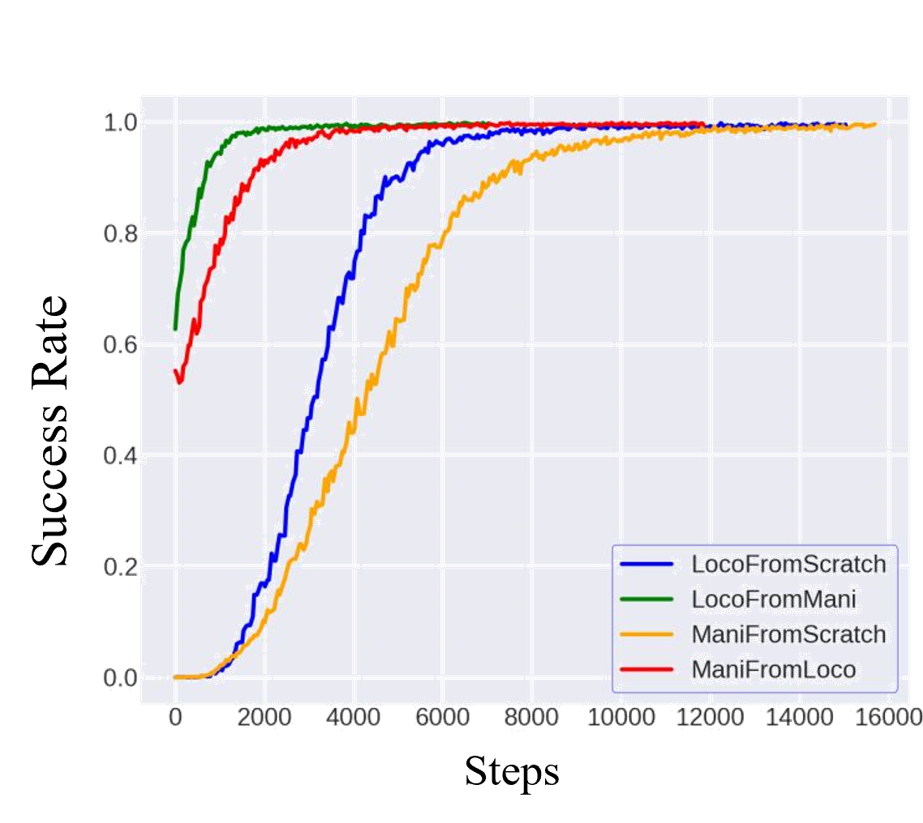 1.0
0.8
0.6
0.4
0.2
0.0
Success Rate
LocoFromScratch
LocoFromMani
ManiFromScratch
ManiFromLoco
0 2000 4000 6000 8000 10000 12000 14000 16000
Steps